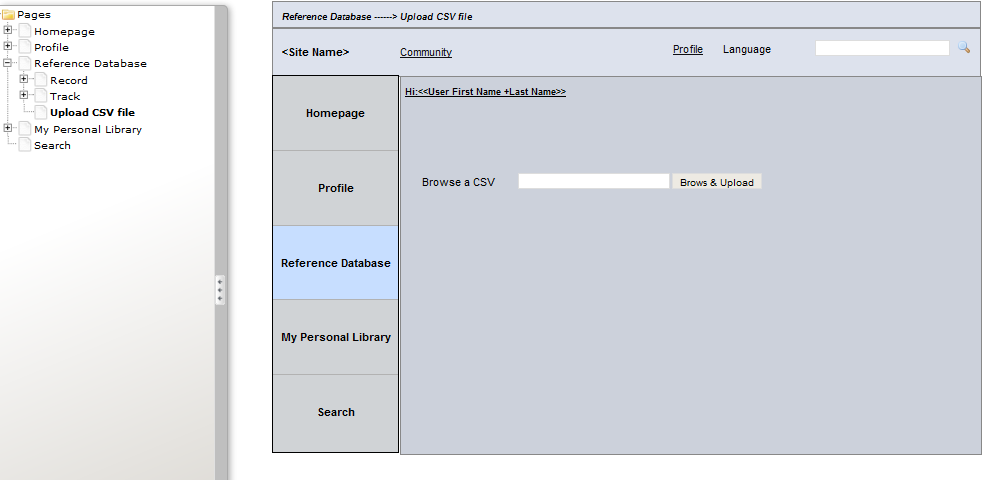 Pages
Homepage
Profile
Reference Database
Record
Track
Upload CSV file
My Personal Library
Search
Reference Database ------> Upload CSV file
<Site Name> Community Profile Language
Homepage
Profile
Reference Database
My Personal Library
Search
Hi:<<User First Name +Last Name>>
Browse a CSV Brows & Upload